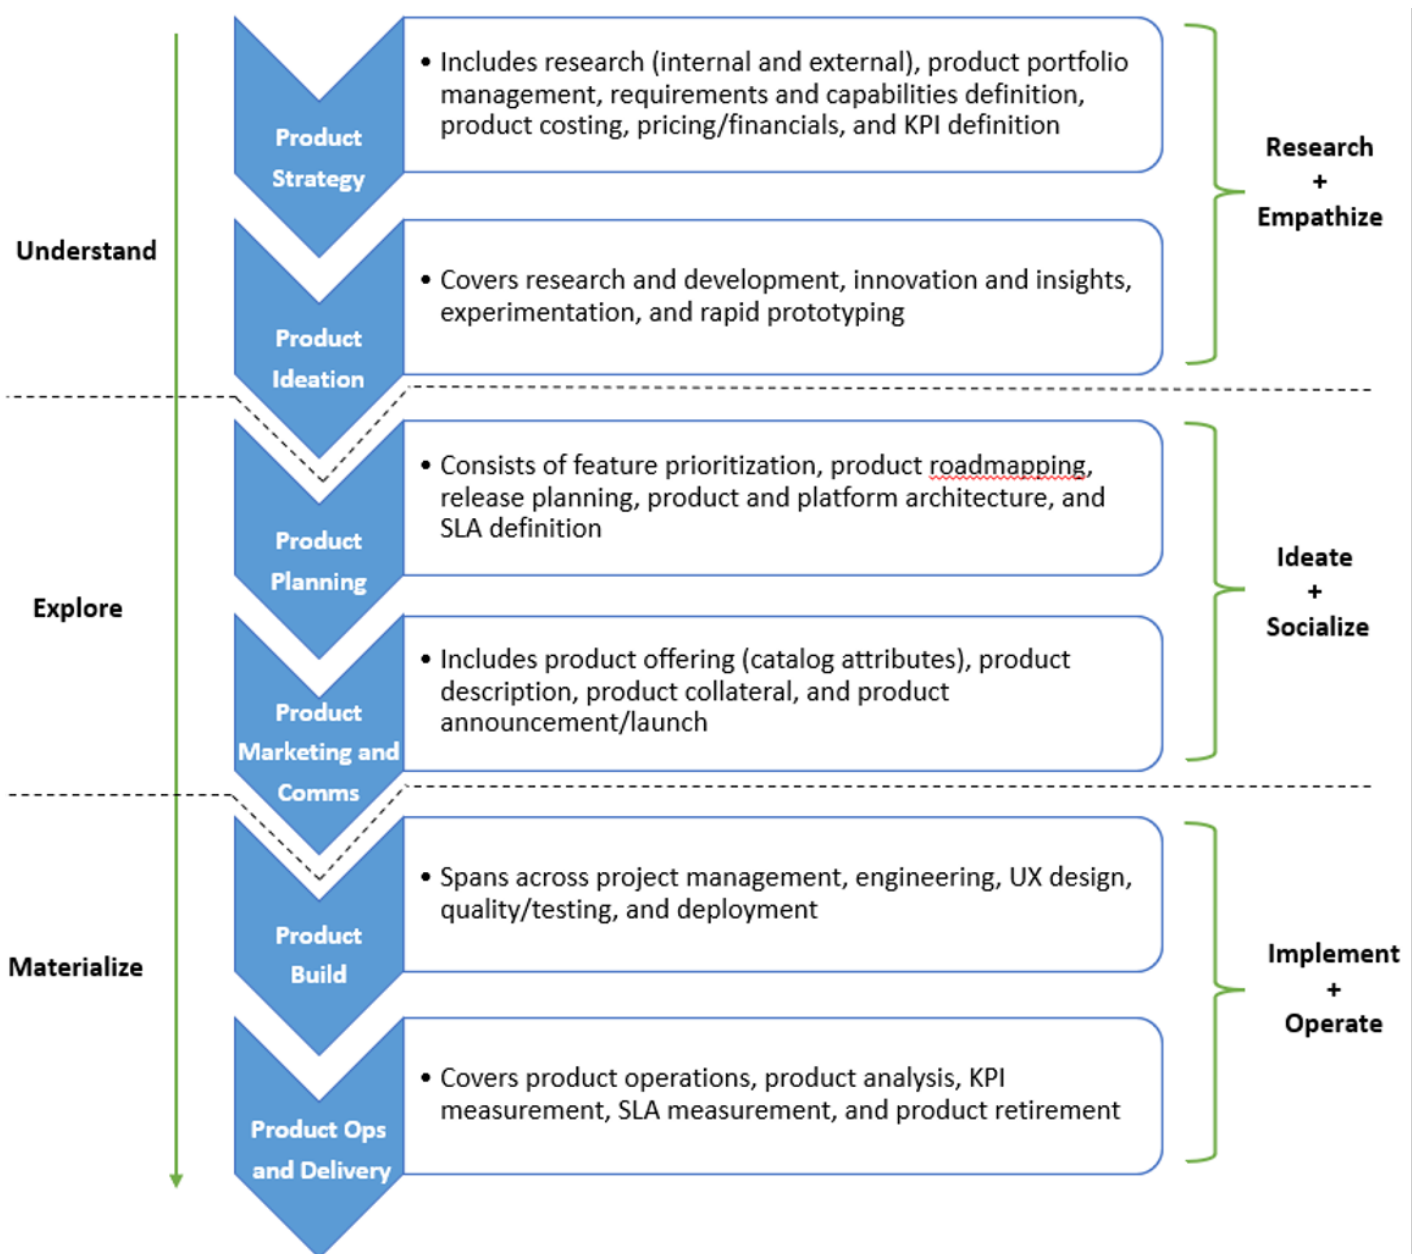 Understand
Explore
Materialize
Product
Strategy
• Includes research (internal and external), product portfolio
management, requirements and capabilities definition,
product costing, pricing/financials, and KPI definition
Product
Ideation
• Covers research and development, innovation and insights,
experimentation, and rapid prototyping
Research
+
Empathize
Product
Planning
• Consists of feature prioritization, product roadmapping,
release planning, product and platform architecture, and
SLA definition
Product
Marketing and
Comms
• Includes product offering (catalog attributes), product
description, product collateral, and product
announcement/launch
Ideate
+
Socialize
Product
Build
• Spans across project management, engineering, UX design,
quality/testing, and deployment
Product Ops
and Delivery
• Covers product operations, product analysis, KPI
measurement, SLA measurement, and product retirement
Implement
+
Operate